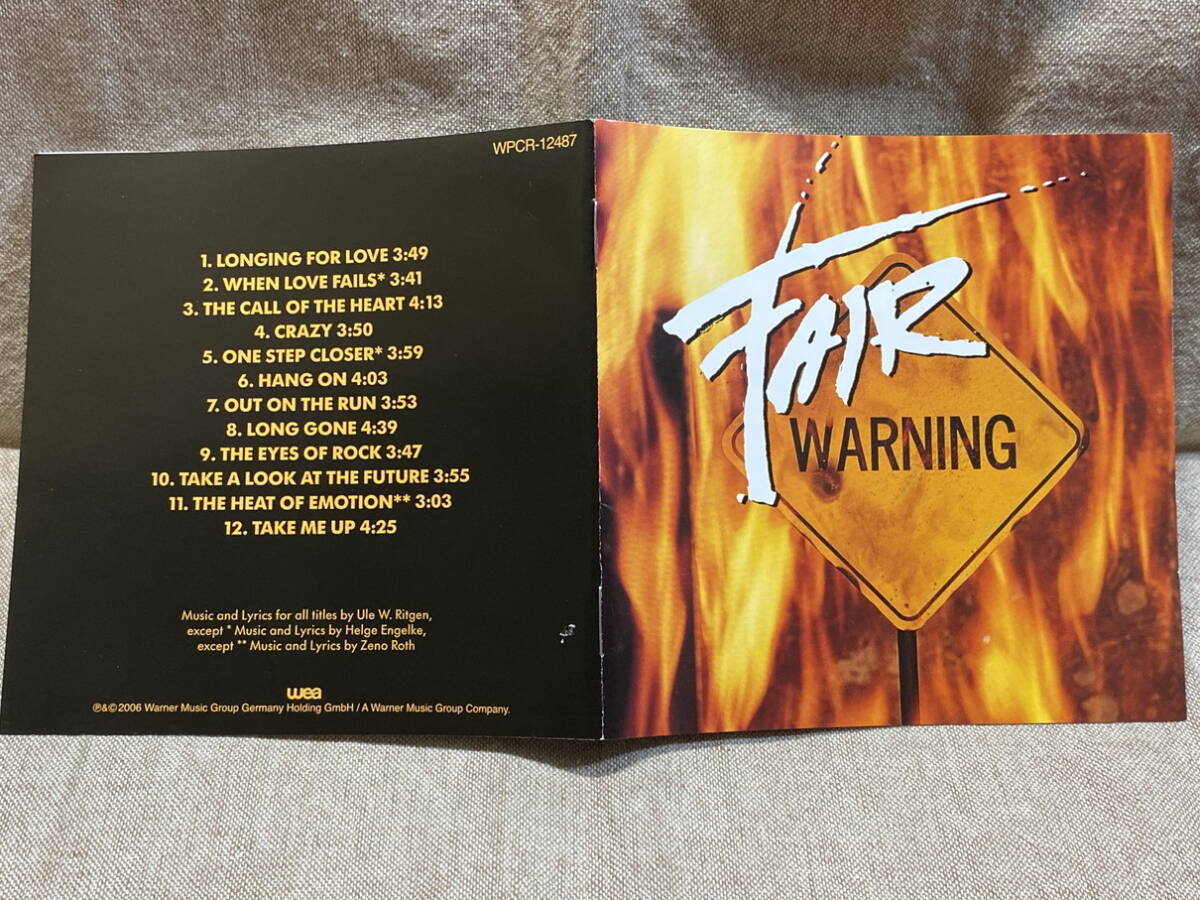 WPCR-12487
1. LONGING FOR LOVE 3:49
2. WHEN LOVE FAILS* 3:41
3. THE CALL OF THE HEART 4:13
4. CRAZY 3:50
5. ONE STEP CLOSER* 3:59
6. HANG ON 4:03
7. OUT ON THE RUN 3:53
8. LONG GONE 4:39
9. THE EYES OF ROCK 3:47
10. TAKE A LOOK AT THE FUTURE 3:55
11. THE HEAT OF EMOTION** 3:03
12. TAKE ME UP 4:25
Music and Lyrics for all titles by Ule W. Ritgen,
except * Music and Lyrics by Helge Engelke,
except ** Music and Lyrics by Zeno Roth
wea
℗&©2006 Warner Music Group Germany Holding GmbH / A Warner Music Group Company.
FAIR
WARNING